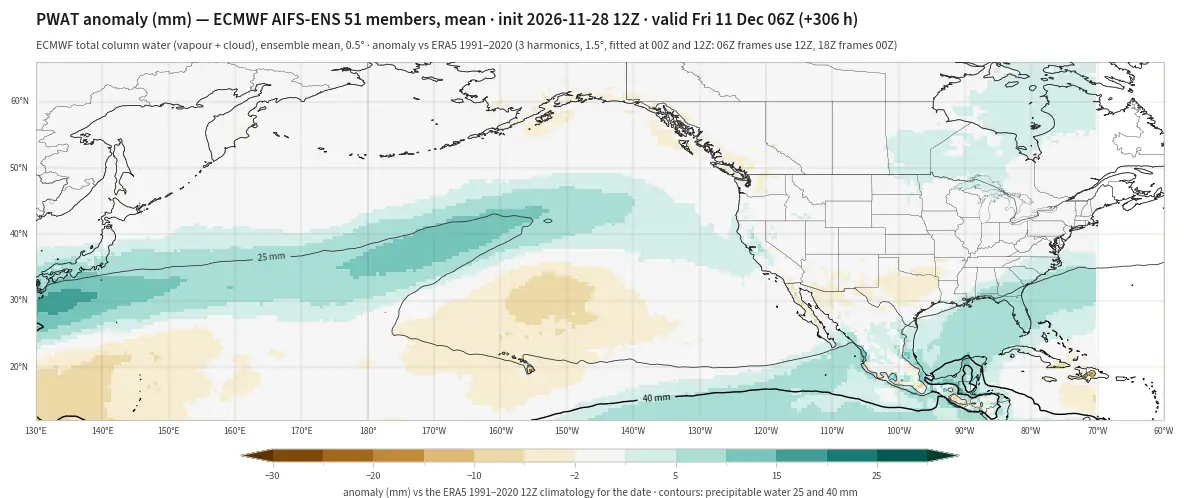 PWAT anomaly (mm) — ECMWF AIFS-ENS 51 members, mean · init 2026-11-28 12Z · valid Fri 11 Dec 06Z (+306 h)
ECMWF total column water (vapour + cloud), ensemble mean, 0.5° · anomaly vs ERA5 1991–2020 (3 harmonics, 1.5°, fitted at 00Z and 12Z: 06Z frames use 12Z, 18Z frames 00Z)
60°N
50°N
40°N
30°N
20°N
25 mm
40 mm
130°E 140°E 150°E 160°E 170°E 180° 170°W 160°W 150°W 140°W 130°W 120°W 110°W 100°W 90°W 80°W 70°W 60°W
−30 −20 −10 −2 5 15 25
anomaly (mm) vs the ERA5 1991–2020 12Z climatology for the date · contours: precipitable water 25 and 40 mm